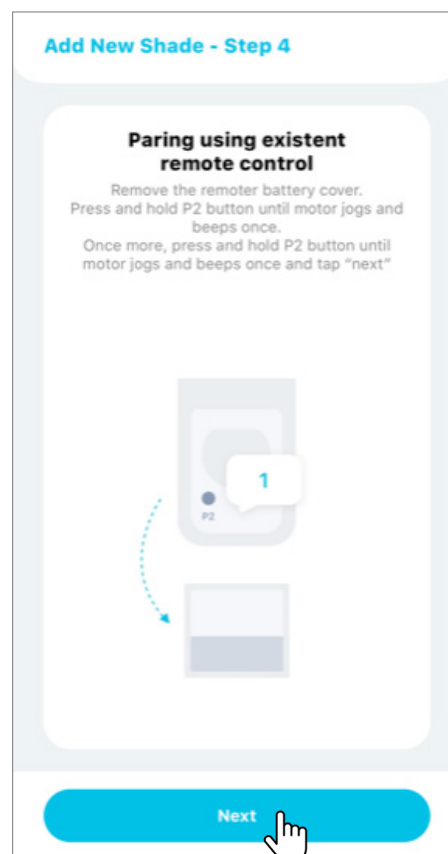 Add New Shade - Step 4
Paring using existent
remote control
Remove the remoter battery cover.
Press and hold P2 button until motor jogs and
beeps once.
Once more, press and hold P2 button until
motor jogs and beeps once and tap “next”
1
P2
Next